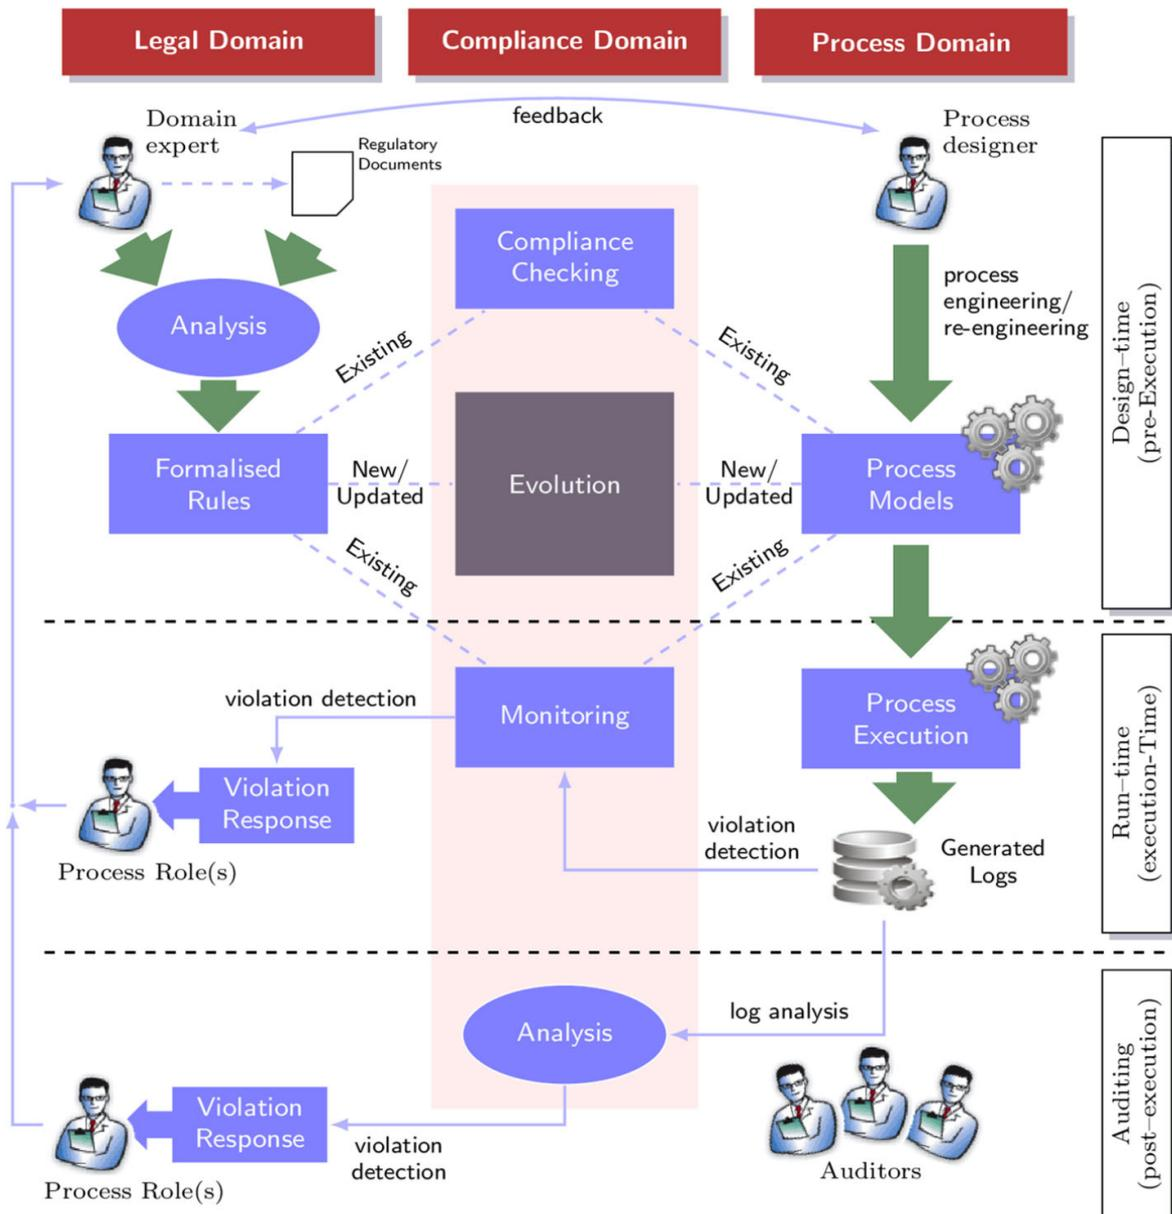 Legal Domain
Compliance Domain
Process Domain
Domain
expert
feedback
Process
designer
Regulatory
Documents
Compliance
Checking
process
engineering/
re-engineering
Design–time
(pre-Execution)
Analysis
Existing
Existing
Formalised
Rules
New/
Updated
Evolution
New/
Updated
Process
Models
Existing
Existing
violation detection
Monitoring
Process
Execution
Run–time
(execution-Time)
Violation
Response
Process Role(s)
violation
detection
Generated
Logs
log analysis
Analysis
Auditing
(post–execution)
Violation
Response
violation
detection
Process Role(s)
Auditors